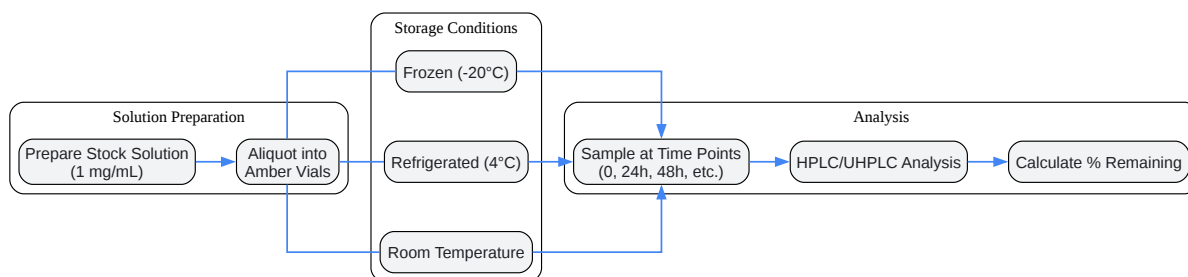 Storage Conditions
Frozen (-20°C)
Solution Preparation
Analysis
Prepare Stock Solution
(1 mg/mL)
Aliquot into
Amber Vials
Refrigerated (4°C)
Sample at Time Points
(0, 24h, 48h, etc.)
HPLC/UHPLC Analysis
Calculate % Remaining
Room Temperature